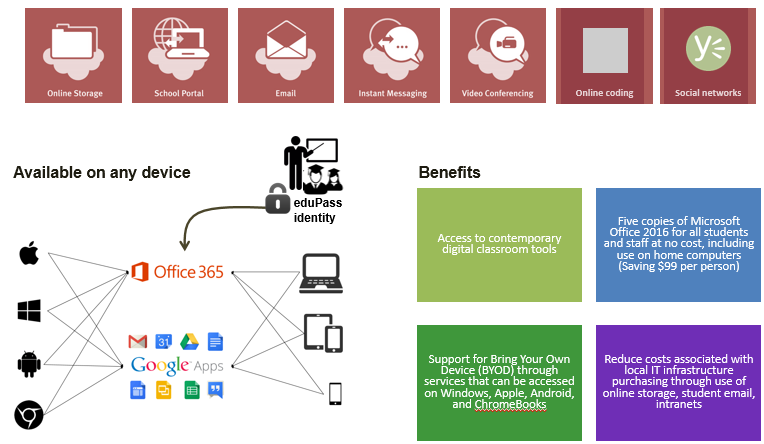 Online Storage
School Portal
Email
Instant Messaging
Video Conferencing
Online coding
y
Social networks
Available on any device
eduPass
identity
Office 365
31
Google Apps
Benefits
Access to contemporary
digital classroom tools
Five copies of Microsoft
Office 2016 for all students
and staff at no cost, including
use on home computers
(Saving $99 per person)
Support for Bring Your Own
Device (BYOD) through
services that can be accessed
on Windows, Apple, Android,
and ChromeBooks
Reduce costs associated with
local IT infrastructure
purchasing through use of
online storage, student email,
intranets